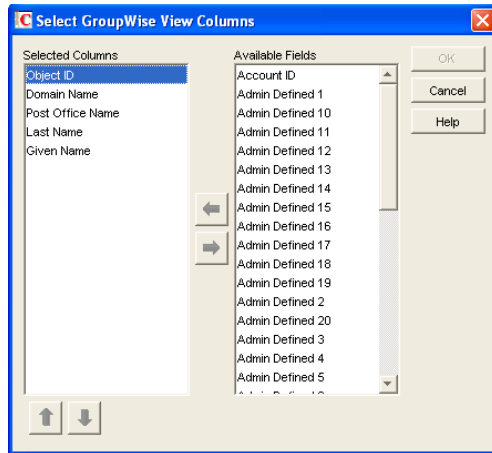 Select GroupWise View Columns
Selected Columns
Object ID
Domain Name
Post Office Name
Last Name
Given Name
Available Fields
Account ID
Admin Defined 1
Admin Defined 10
Admin Defined 11
Admin Defined 12
Admin Defined 13
Admin Defined 14
Admin Defined 15
Admin Defined 16
Admin Defined 17
Admin Defined 18
Admin Defined 19
Admin Defined 2
Admin Defined 20
Admin Defined 3
Admin Defined 4
Admin Defined 5
OK
Cancel
Help